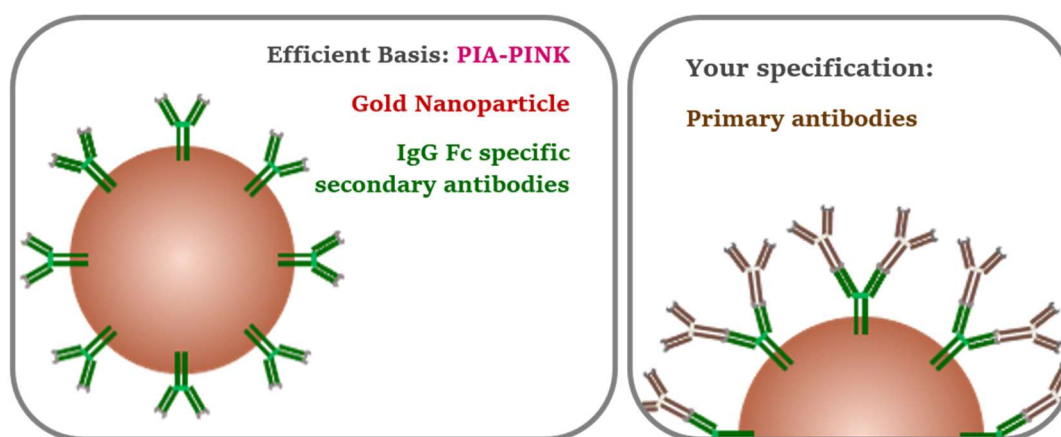 Efficient Basis: PIA-PINK
Gold Nanoparticle
IgG Fc specific
secondary antibodies
Your specification:
Primary antibodies